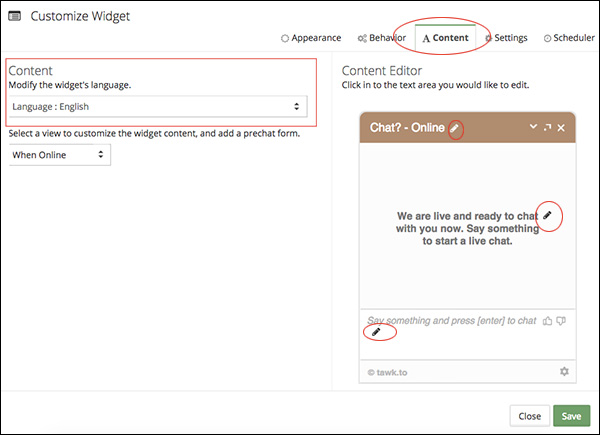 Customize Widget
Appearance
Behavior
A Content
Settings
Scheduler
Content
Modify the widget's language.
Language : English
Select a view to customize the widget content, and add a prechat form.
When Online
Content Editor
Click in to the text area you would like to edit.
Chat? - Online
We are live and ready to chat
with you now. Say something
to start a live chat.
Say something and press [enter] to chat
© tawk.to
Close
Save